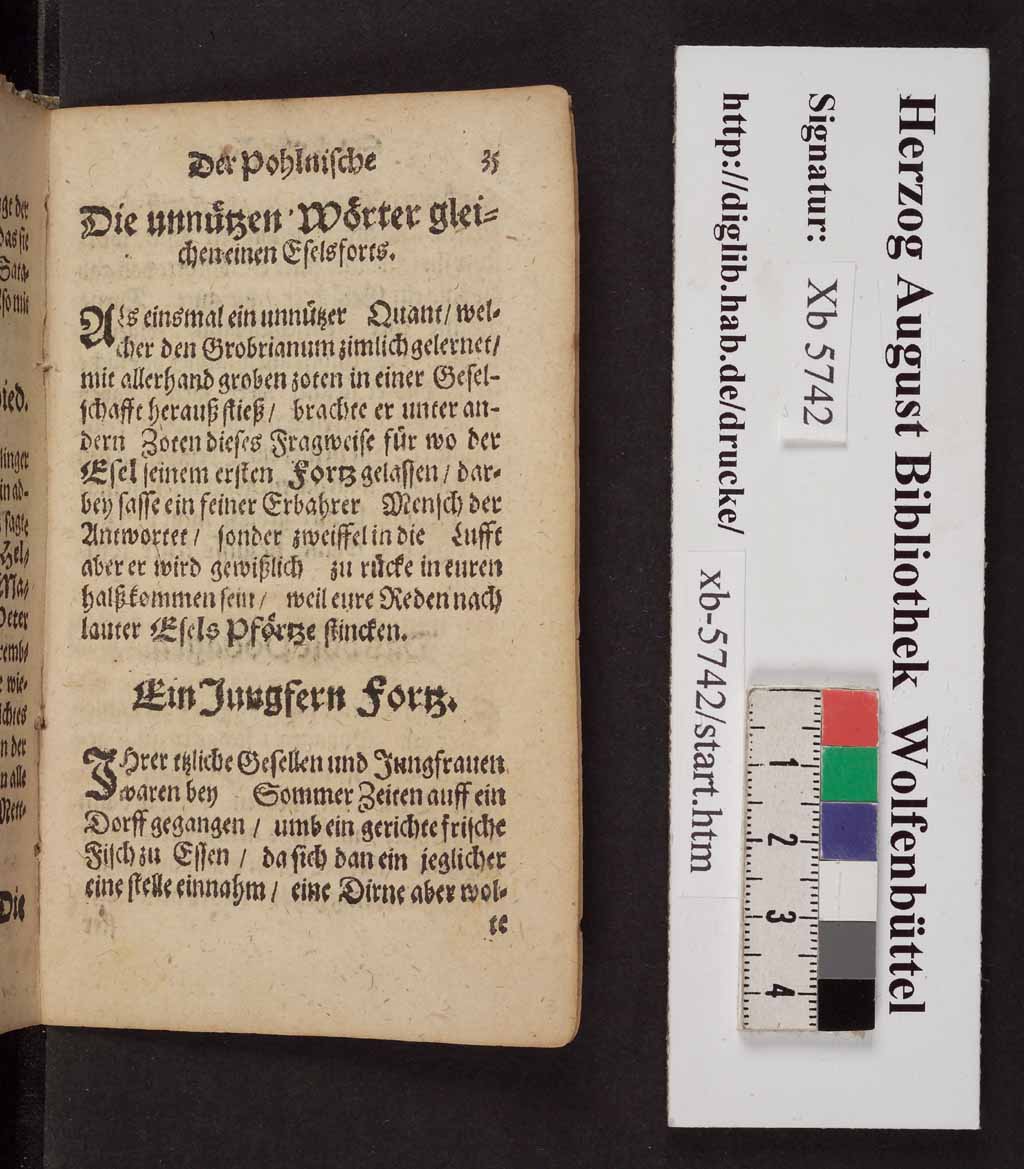 Der Pohlnische 35
Die unnützen Wörter glei=
chen einen Eselsforts.
Als einsmal ein unnützer Quant/ wel=
cher den Grobrianum zimlich gelernet/
mit allerhand groben zoten in einer Gesel=
schafft herauß stieß / brachte er unter an=
dern Zoten dieses Fragweise für wo der
Esel seinem ersten Fortz gelassen / dar=
bey sasse ein feiner Erbahrer Mensch der
Antwortet / sonder zweiffel in die Lufft
aber er wird gewißlich zu rücke in euren
halß kommen sein / weil eure Reden nach
lauter Esels Pförtze stincken.
Ein Jungfern Fortz.
IHrer etzliche Gesellen und Jungfrauen
waren bey Sommer Zeiten auff ein
Dorff gegangen / umb ein gerichte frische
Fisch zu Essen / da sich dan ein jeglicher
eine stelle einnahm / eine Dirne aber wol=
te
Herzog August Bibliothek Wolfenbüttel
Signatur: Xb 5742
http://diglib.hab.de/drucke/
xb-5742/start.htm
1
2
3
4